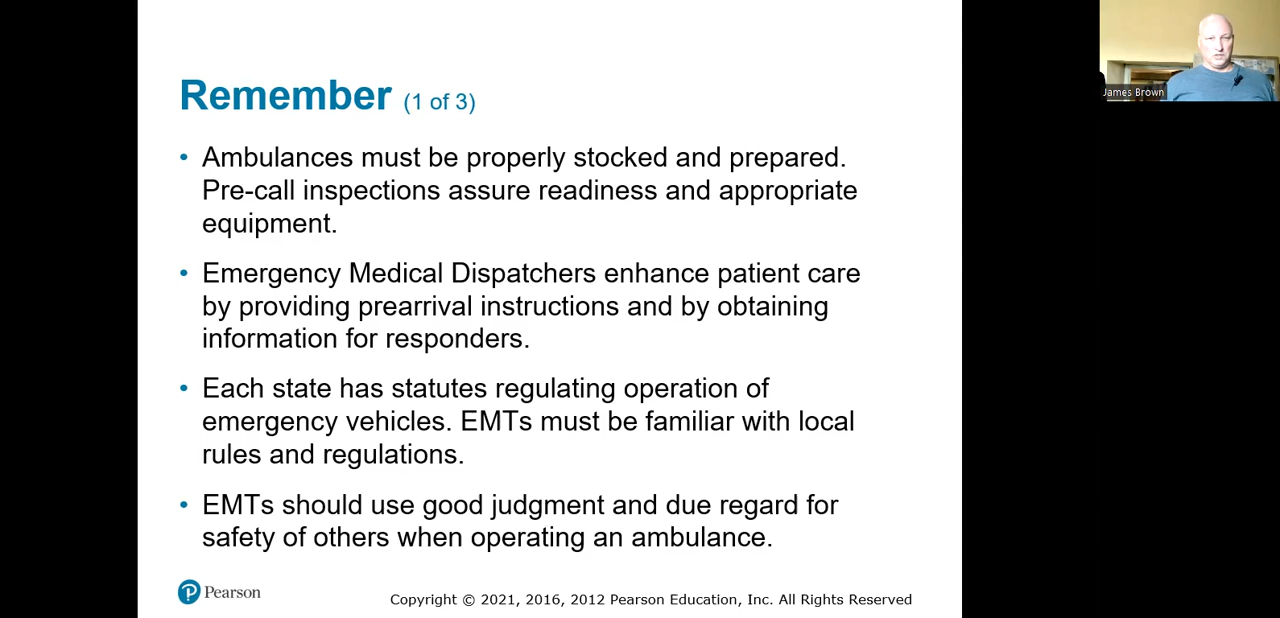 Remember (1 of 3)
• Ambulances must be properly stocked and prepared.
Pre-call inspections assure readiness and appropriate
equipment.
• Emergency Medical Dispatchers enhance patient care
by providing prearrival instructions and by obtaining
information for responders.
• Each state has statutes regulating operation of
emergency vehicles. EMTs must be familiar with local
rules and regulations.
• EMTs should use good judgment and due regard for
safety of others when operating an ambulance.
Pearson
Copyright © 2021, 2016, 2012 Pearson Education, Inc. All Rights Reserved
James Brown